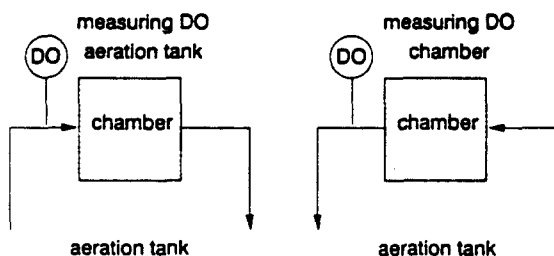 measuring DO
aeration tank
DO
chamber
aeration tank
measuring DO
chamber
DO
chamber
aeration tank